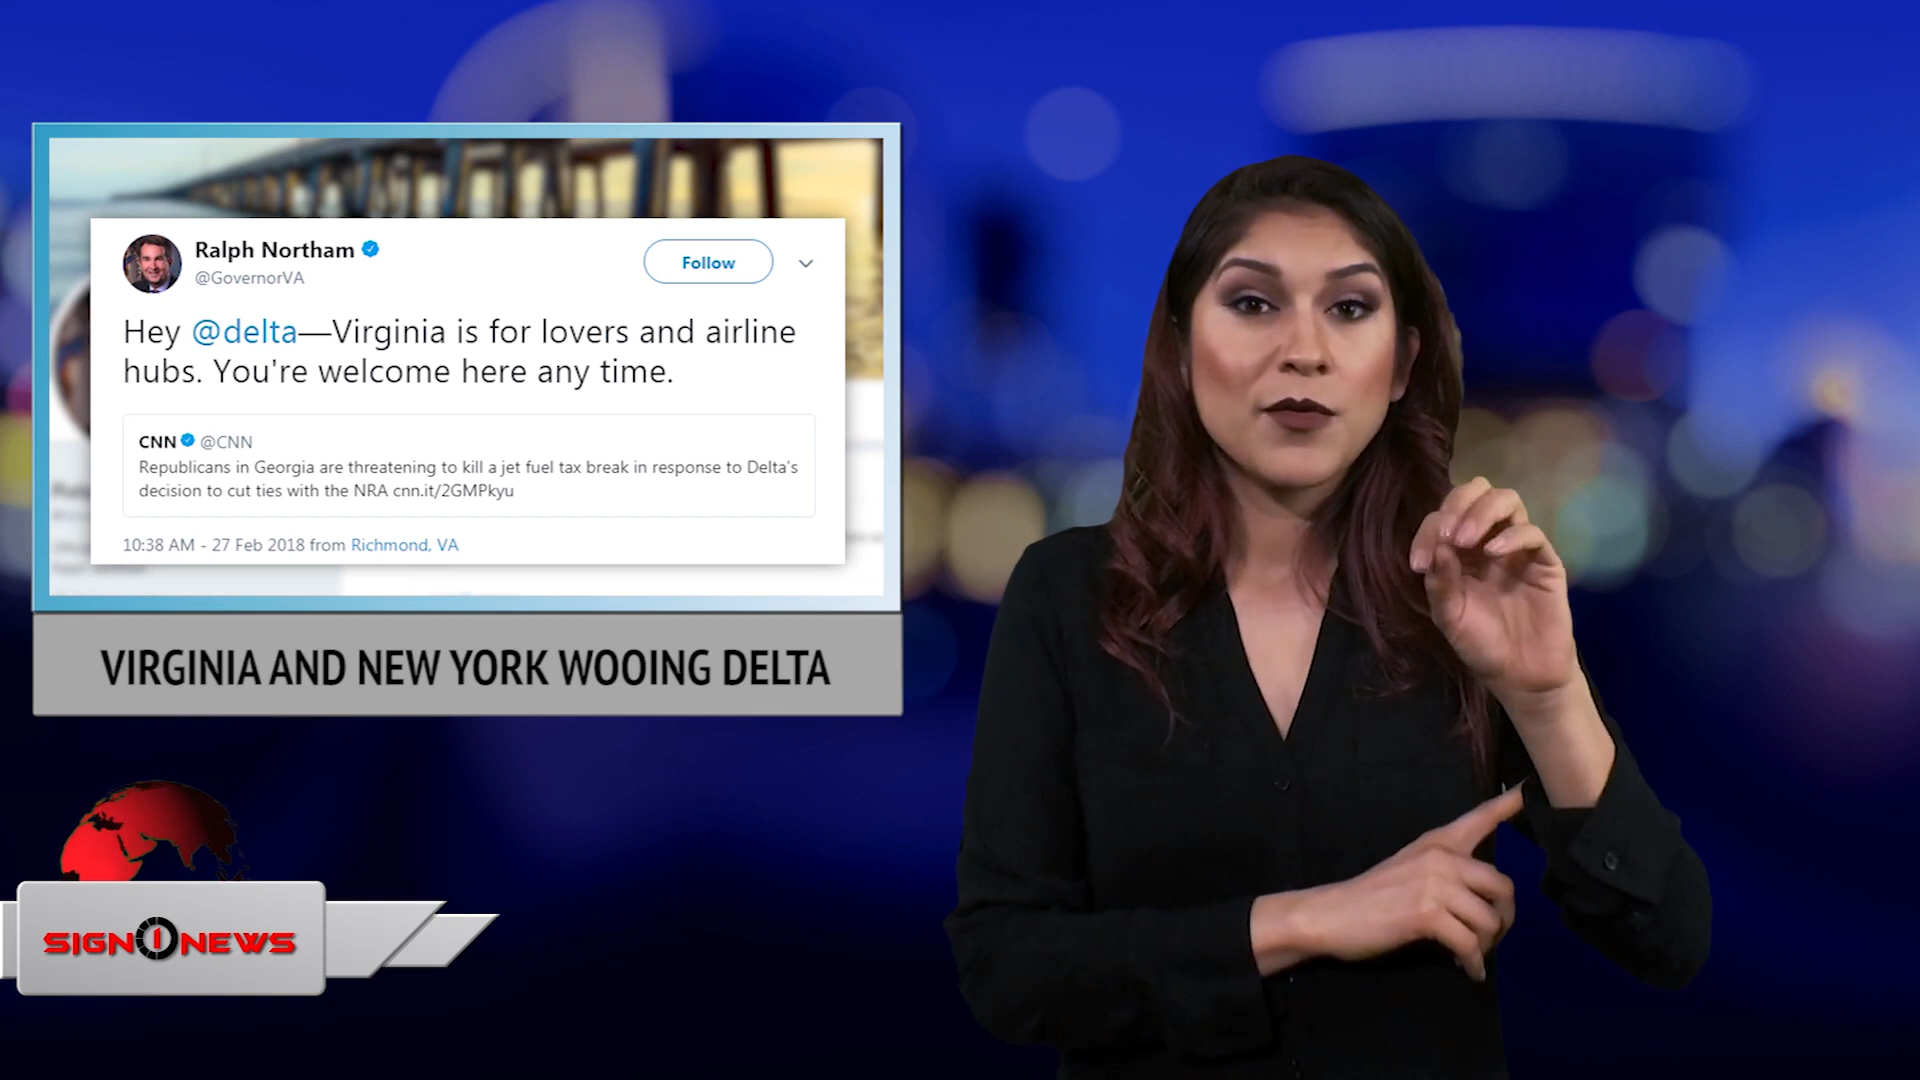 Ralph Northam
@GovernorVA
Follow
Hey @delta—Virginia is for lovers and airline
hubs. You're welcome here any time.
CNN @CNN
Republicans in Georgia are threatening to kill a jet fuel tax break in response to Delta's
decision to cut ties with the NRA cnn.it/2GMPkyu
10:38 AM - 27 Feb 2018 from Richmond, VA
VIRGINIA AND NEW YORK WOOING DELTA
SIGN1NEWS